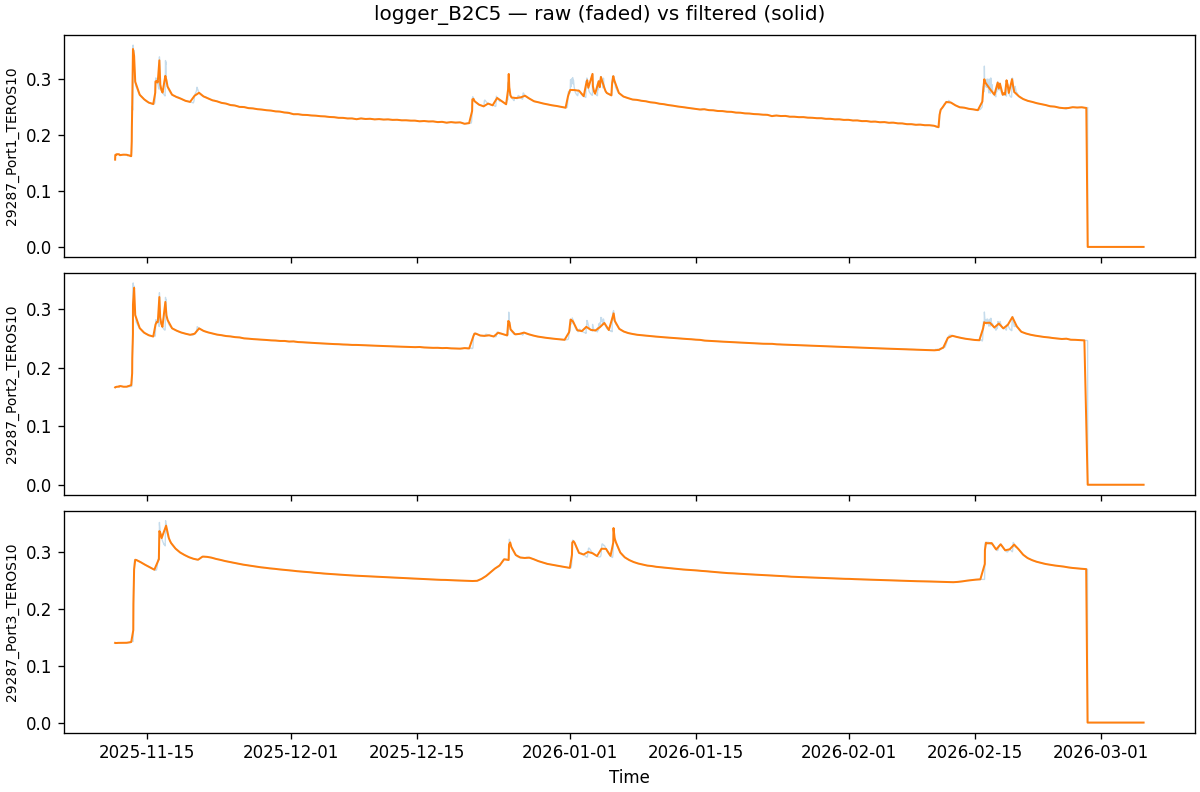 logger_B2C5 — raw (faded) vs filtered (solid)
29287_Port1_TEROS10
0.3
0.2
0.1
0.0
29287_Port2_TEROS10
0.3
0.2
0.1
0.0
29287_Port3_TEROS10
0.3
0.2
0.1
0.0
2025-11-15 2025-12-01 2025-12-15 2026-01-01 2026-01-15 2026-02-01 2026-02-15 2026-03-01
Time